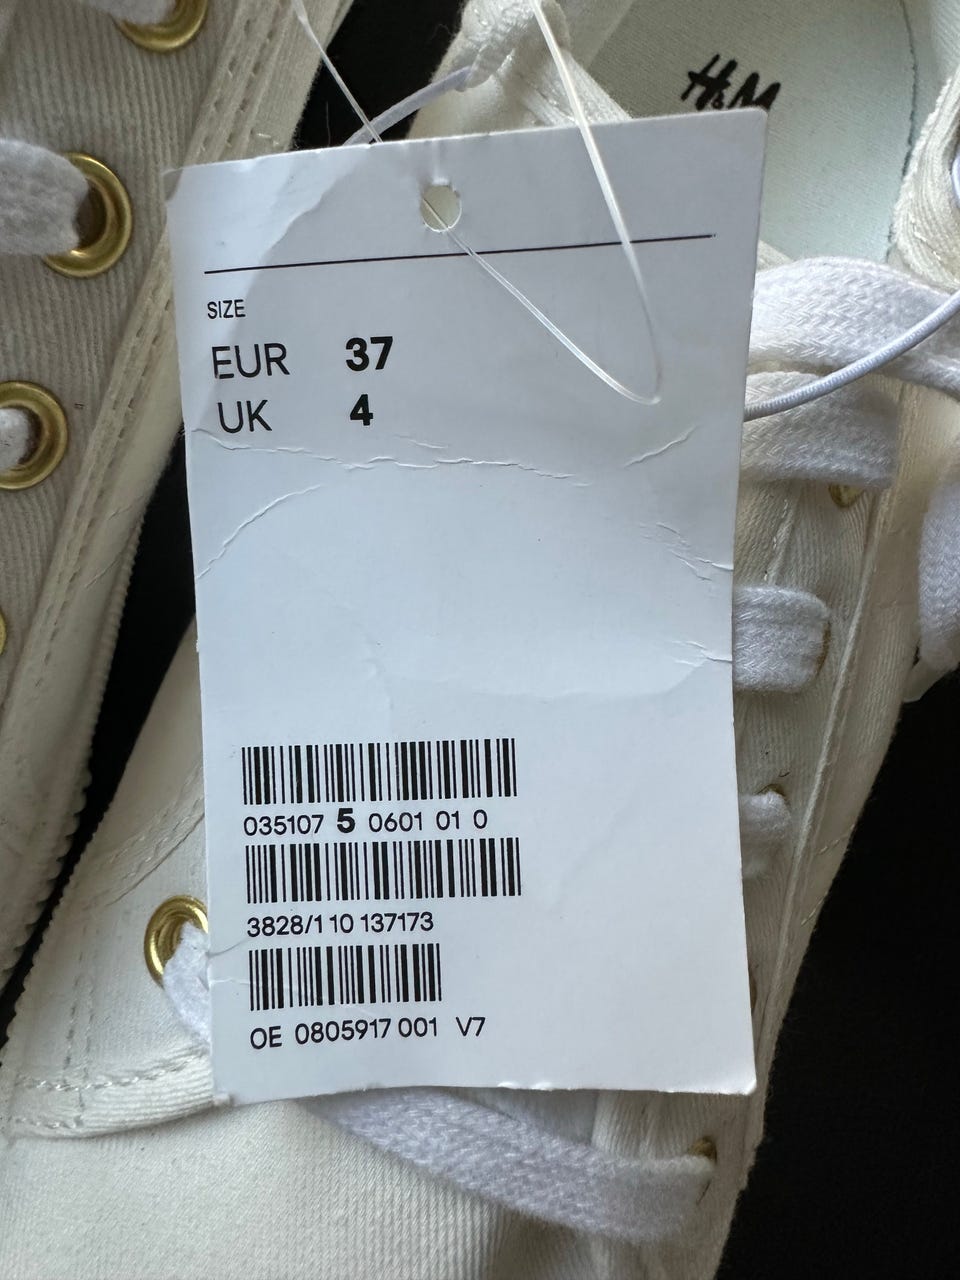 H&M
SIZE
EUR 37
UK 4
035107 5 0601 01 0
3828/1 10 137173
OE 0805917 001 V7